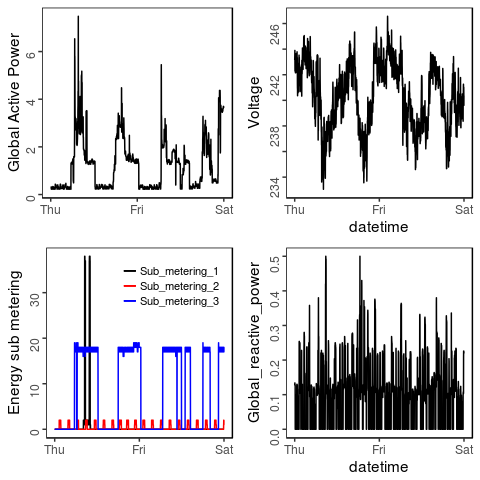 Global Active Power
0 2 4 6
Thu Fri Sat
Voltage
234 238 242 246
Thu Fri Sat
datetime
Energy sub metering
0 10 20 30
Sub_metering_1
Sub_metering_2
Sub_metering_3
Thu Fri Sat
Global_reactive_power
0.0 0.1 0.2 0.3 0.4 0.5
Thu Fri Sat
datetime